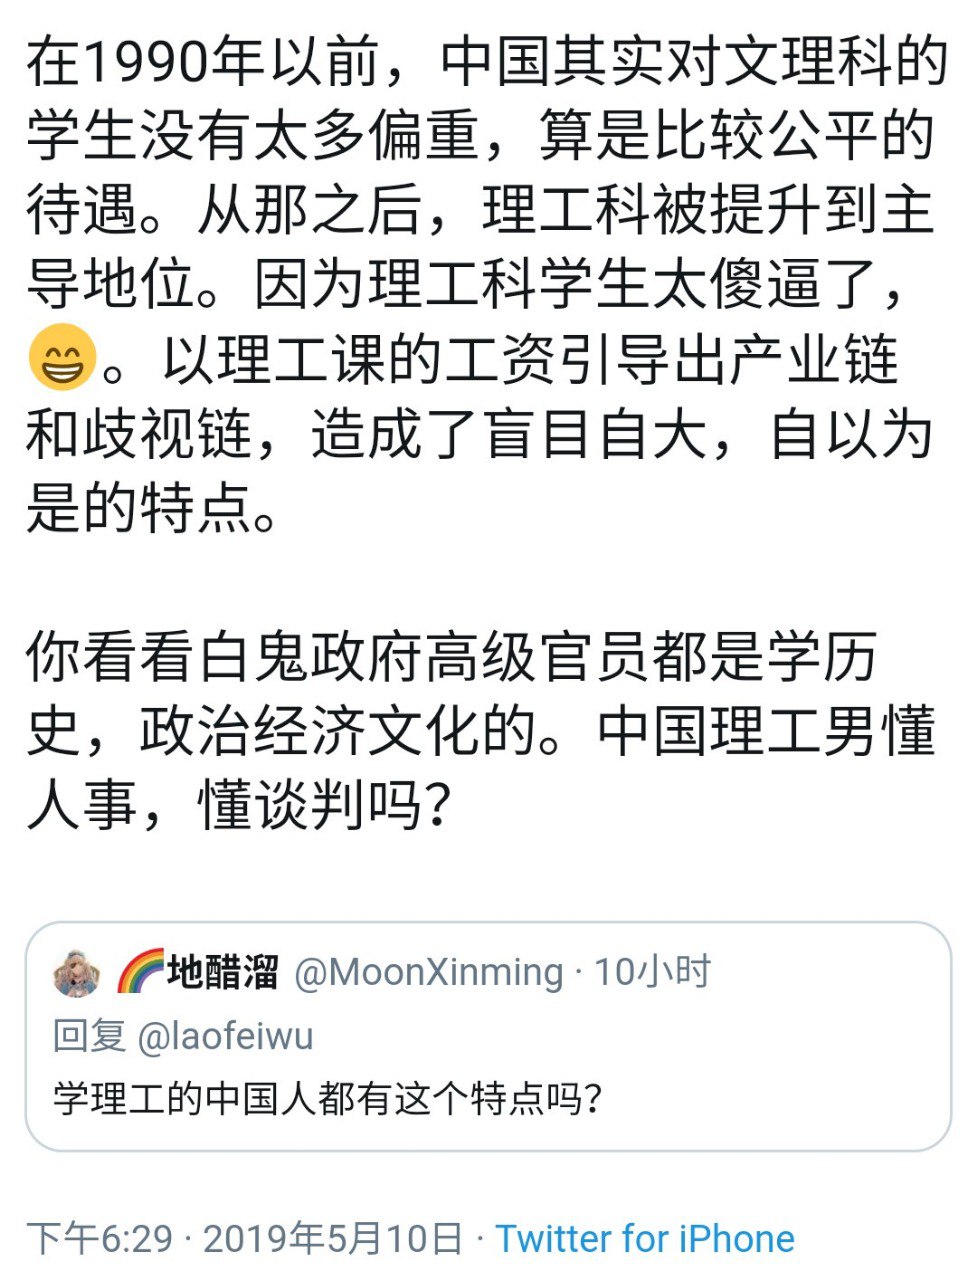 在1990年以前，中国其实对文理科的
学生没有太多偏重，算是比较公平的
待遇。从那之后，理工科被提升到主
导地位。因为理工科学生太傻逼了，
😁。以理工课的工资引导出产业链
和歧视链，造成了盲目自大，自以为
是的特点。
你看看白鬼政府高级官员都是学历
史，政治经济文化的。中国理工男懂
人事，懂谈判吗？
🌈地醋溜 @MoonXinming · 10小时
回复 @laofeiwu
学理工的中国人都有这个特点吗？
下午6:29 · 2019年5月10日 · Twitter for iPhone